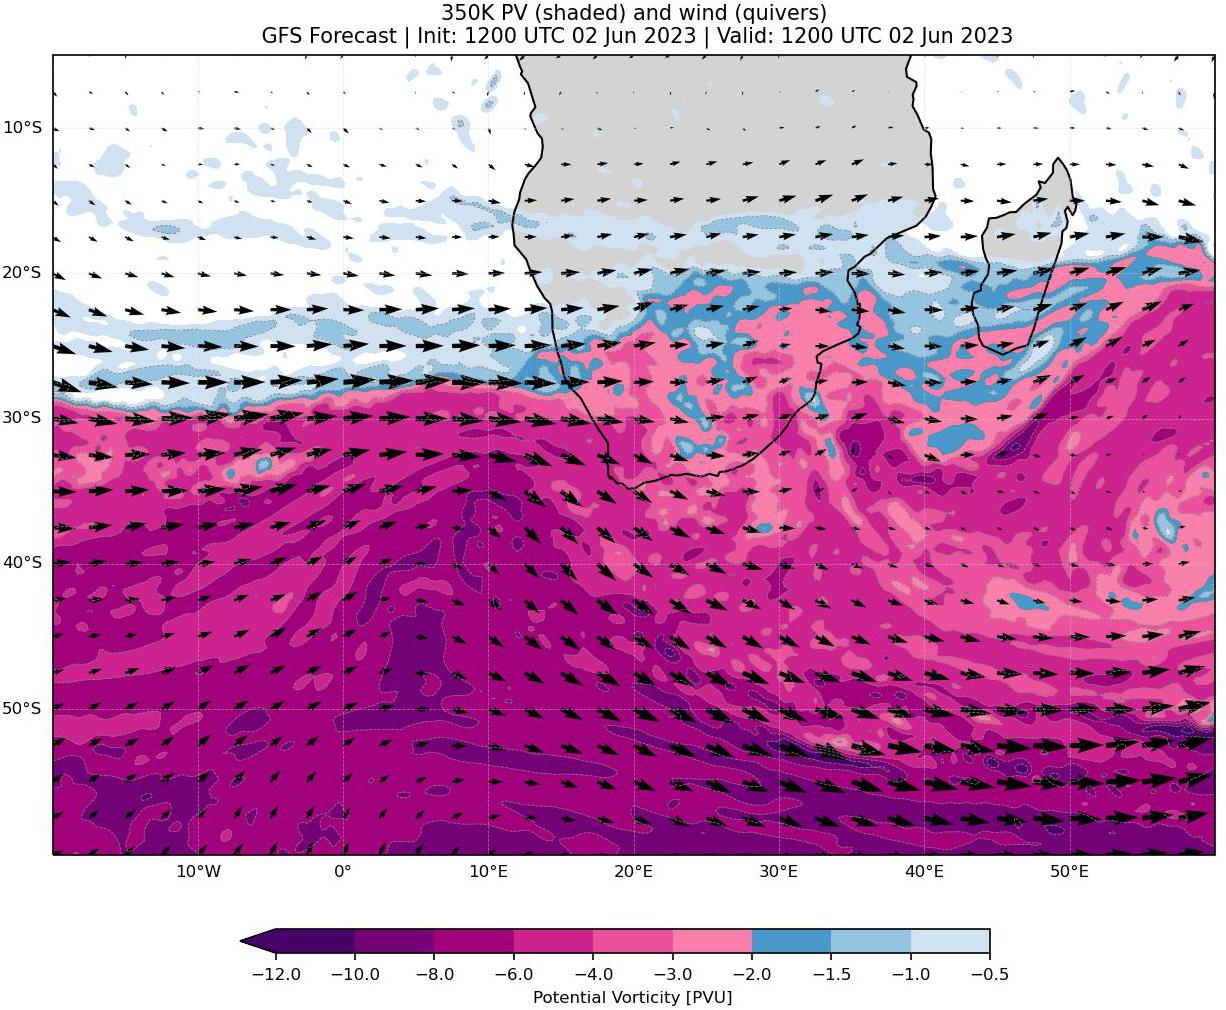 350K PV (shaded) and wind (quivers)
GFS Forecast | Init: 1200 UTC 02 Jun 2023 | Valid: 1200 UTC 02 Jun 2023
10°S
20°S
30°S
40°S
50°S
10°W 0° 10°E 20°E 30°E 40°E 50°E
−12.0 −10.0 −8.0 −6.0 −4.0 −3.0 −2.0 −1.5 −1.0 −0.5
Potential Vorticity [PVU]